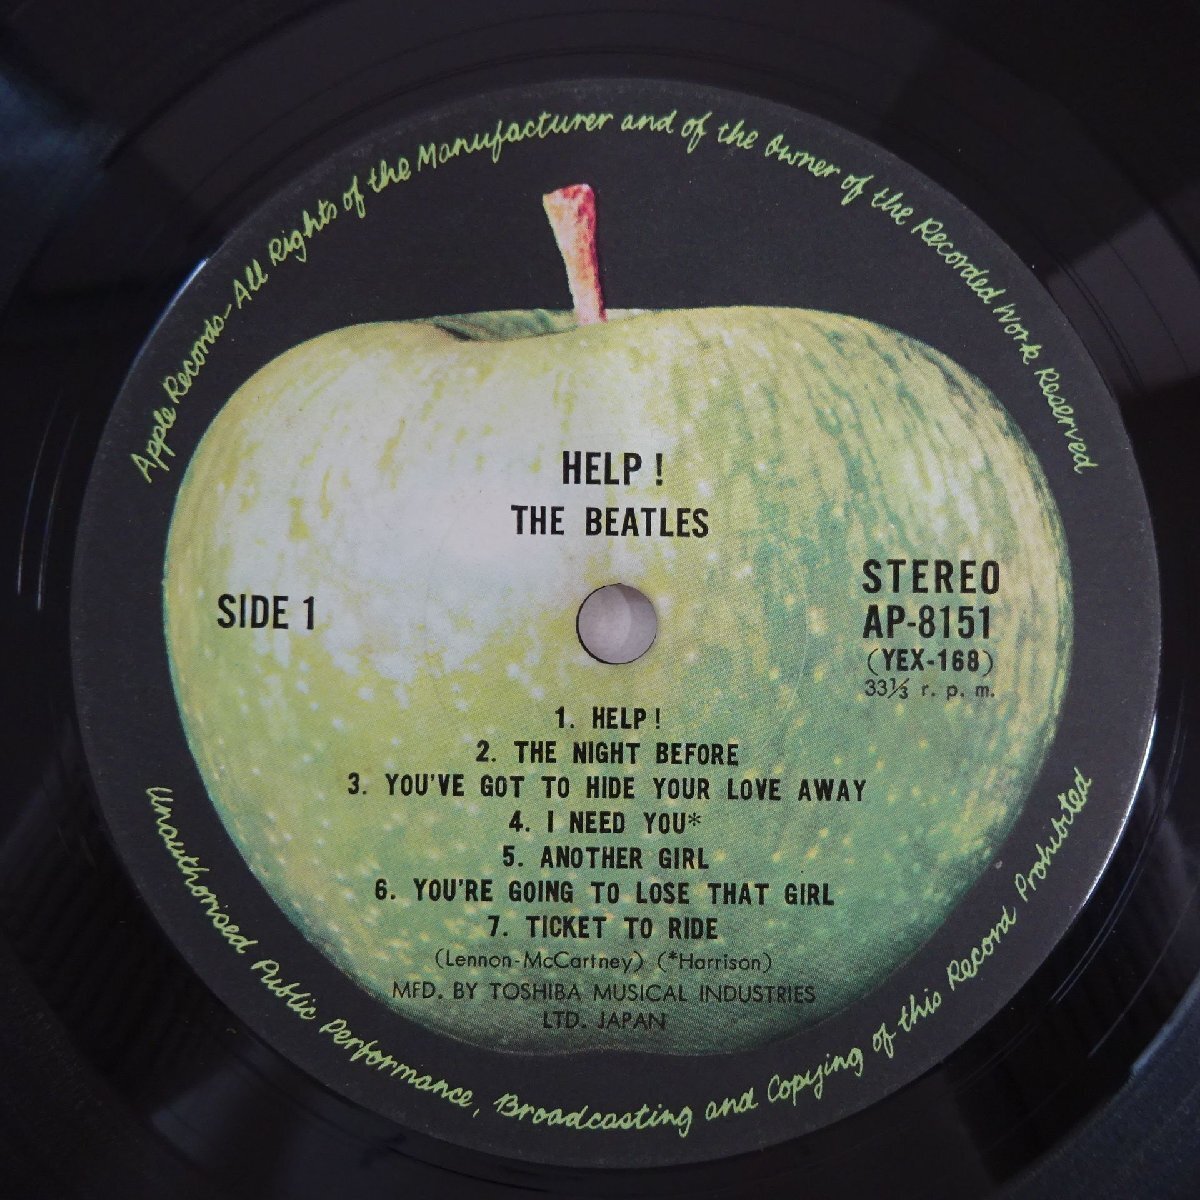 Apple Records-All Rights of the Manufacturer and of the Owner of the Recorded Work Reserved
HELP !
THE BEATLES
SIDE 1
STEREO
AP-8151
(YEX-168)
33⅓ r. p. m.
1. HELP !
2. THE NIGHT BEFORE
3. YOU'VE GOT TO HIDE YOUR LOVE AWAY
4. I NEED YOU*
5. ANOTHER GIRL
6. YOU'RE GOING TO LOSE THAT GIRL
7. TICKET TO RIDE
(Lennon-McCartney) (*Harrison)
MFD. BY TOSHIBA MUSICAL INDUSTRIES
LTD. JAPAN
Unauthorised Public Performance, Broadcasting and Copying of this Record Prohibited